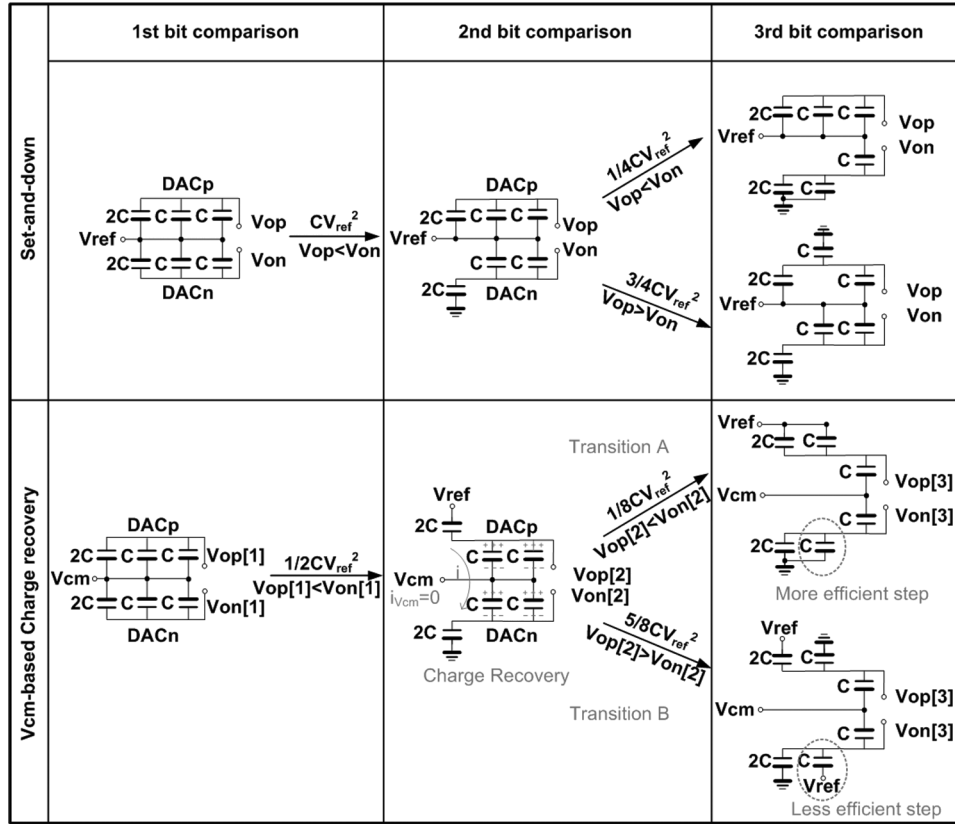 1st bit comparison
2nd bit comparison
3rd bit comparison
Set-and-down
DACp
2C C C
Vop
Vref
2C C C
Von
DACn
CVref²
Vop<Von
DACp
2C C C
Vop
Vref
C C
Von
2C
DACn
1/4CVref²
Vop<Von
3/4CVref²
Vop>Von
2C C C
Vop
Vref
Von
C
2C C
C
2C C
Vop
Vref
Von
C C
2C
Vcm-based Charge recovery
DACp
2C C C
Vop[1]
Vcm
2C C C
Von[1]
DACn
1/2CVref²
Vop[1]<Von[1]
Vref
2C
DACp
C C
Vcm
i
iVcm=0
Vop[2]
Von[2]
C C
2C
DACn
Charge Recovery
Transition A
1/8CVref²
Vop[2]<Von[2]
5/8CVref²
Vop[2]>Von[2]
Transition B
Vref
2C C
C
Vop[3]
Vcm
C
Von[3]
2C C
More efficient step
Vref
2C C
C
Vop[3]
Vcm
C
Von[3]
2C C
Vref
Less efficient step